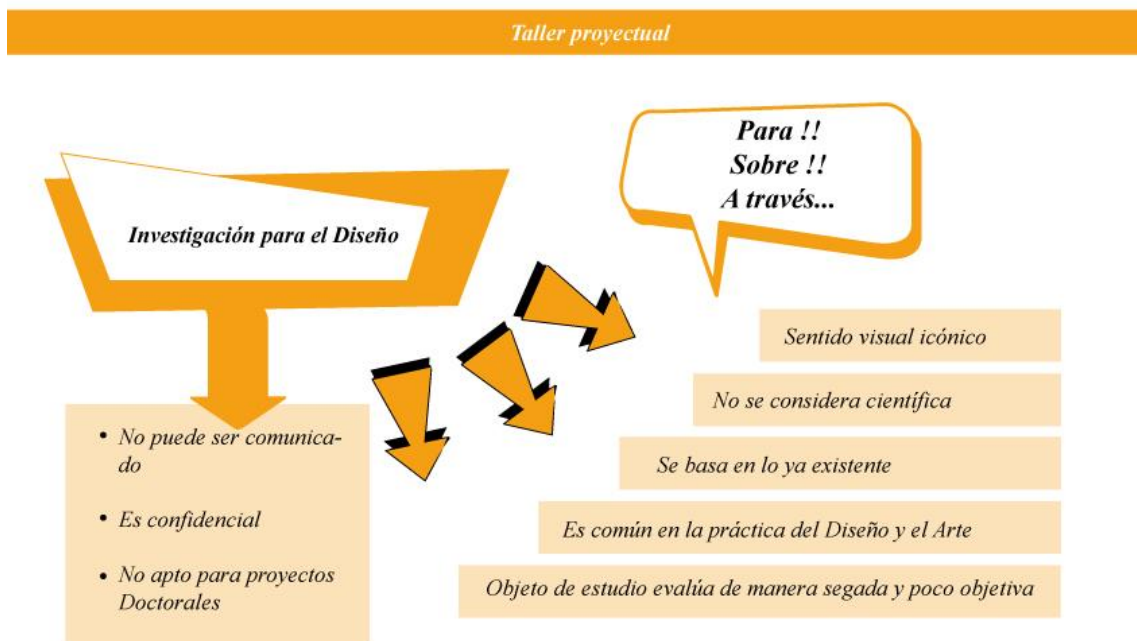 Taller proyectual
Investigación para el Diseño
Para !!
Sobre !!
A través...
• No puede ser comunica-
do
• Es confidencial
• No apto para proyectos
Doctorales
Sentido visual icónico
No se considera científica
Se basa en lo ya existente
Es común en la práctica del Diseño y el Arte
Objeto de estudio evalúa de manera segada y poco objetiva